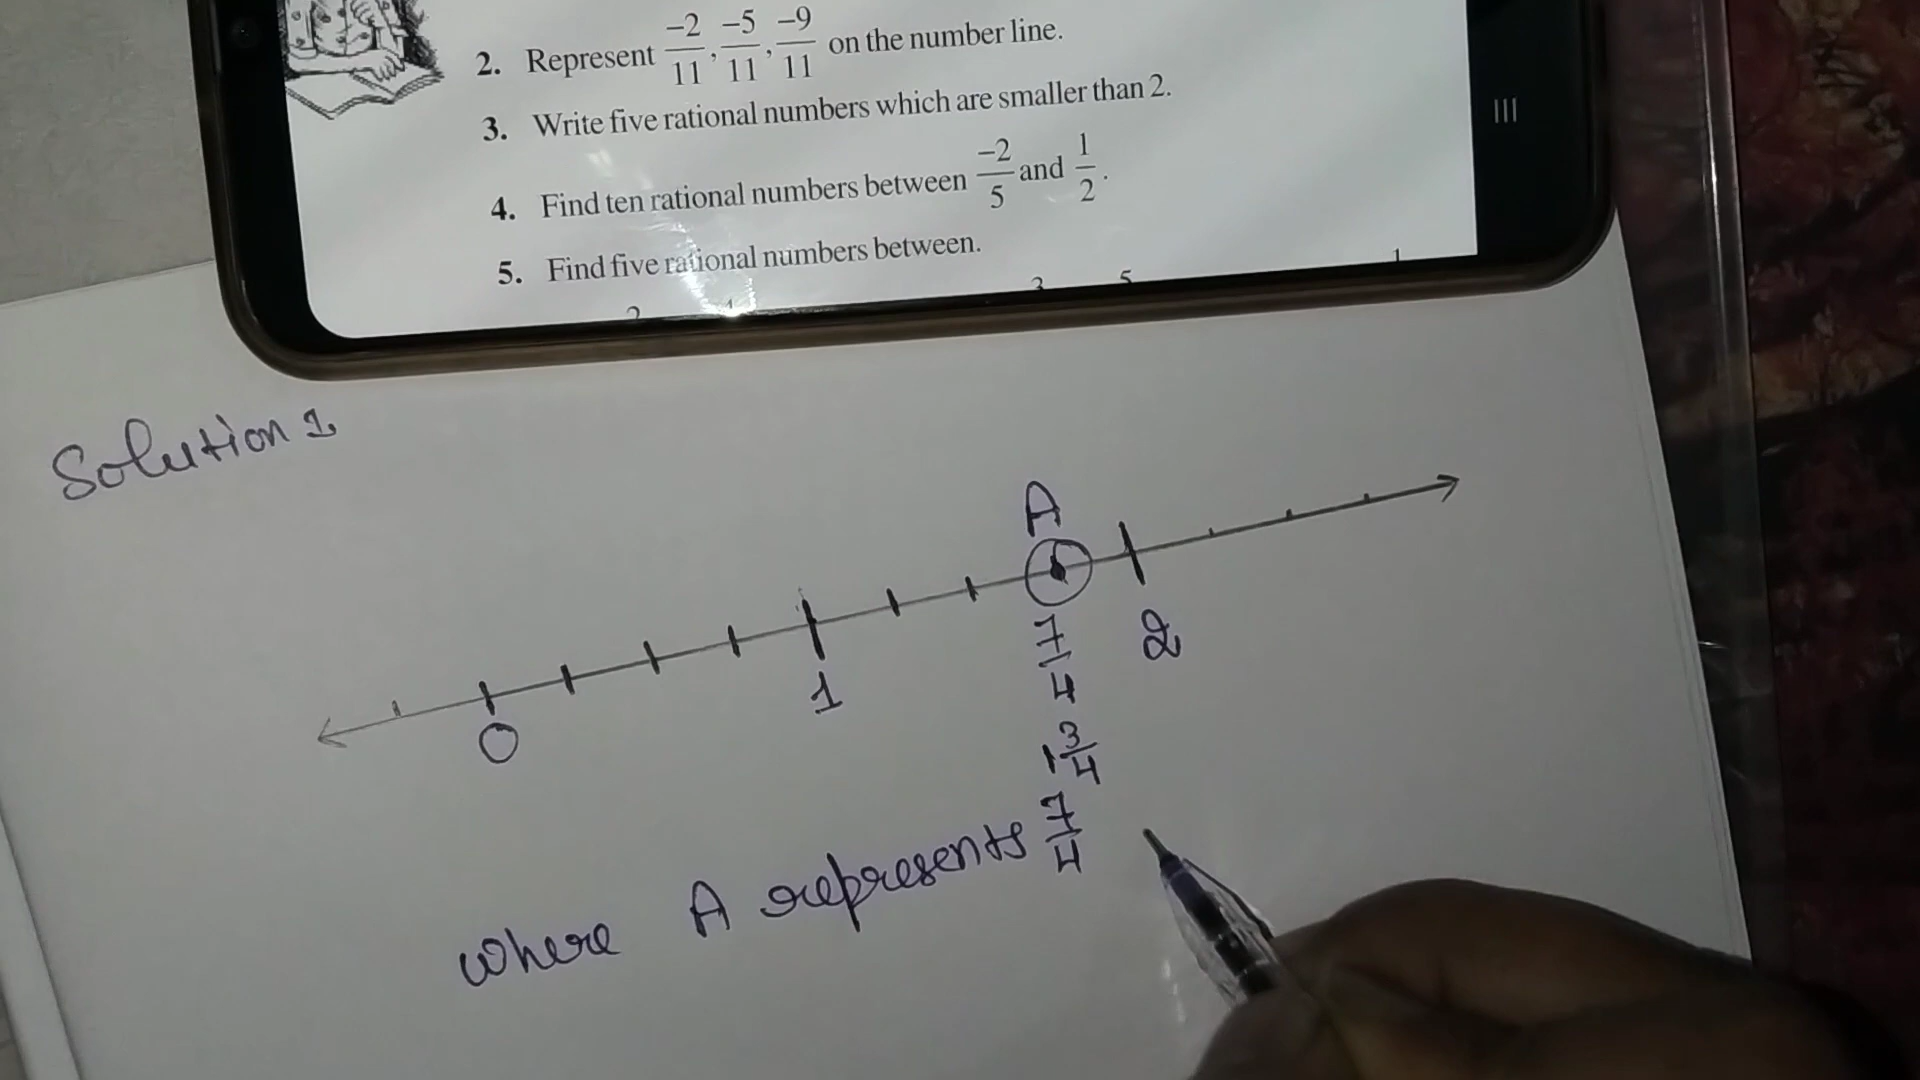 2. Represent -2/11, -5/11, -9/11 on the number line.
3. Write five rational numbers which are smaller than 2.
4. Find ten rational numbers between -2/5 and 1/2.
5. Find five rational numbers between.
Solution 1
A
0 1 7/4 2
1 3/4
where A represents 7/4